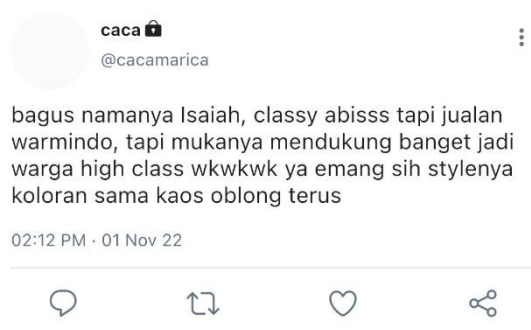 caca
@cacamarica
bagus namanya Isaiah, classy abisss tapi jualan
warmindo, tapi mukanya mendukung banget jadi
warga high class wkwkwk ya emang sih stylenya
koloran sama kaos oblong terus
02:12 PM · 01 Nov 22